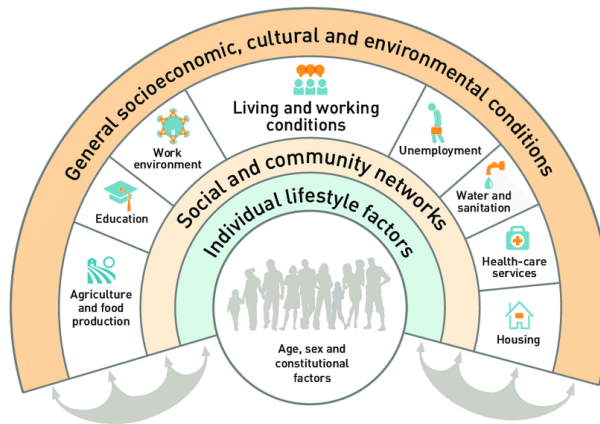 General socioeconomic, cultural and environmental conditions
Living and working
conditions
Work
environment
Unemployment
Education
Water and
sanitation
Agriculture
and food
production
Health-care
services
Housing
Social and community networks
Individual lifestyle factors
Age, sex and
constitutional
factors